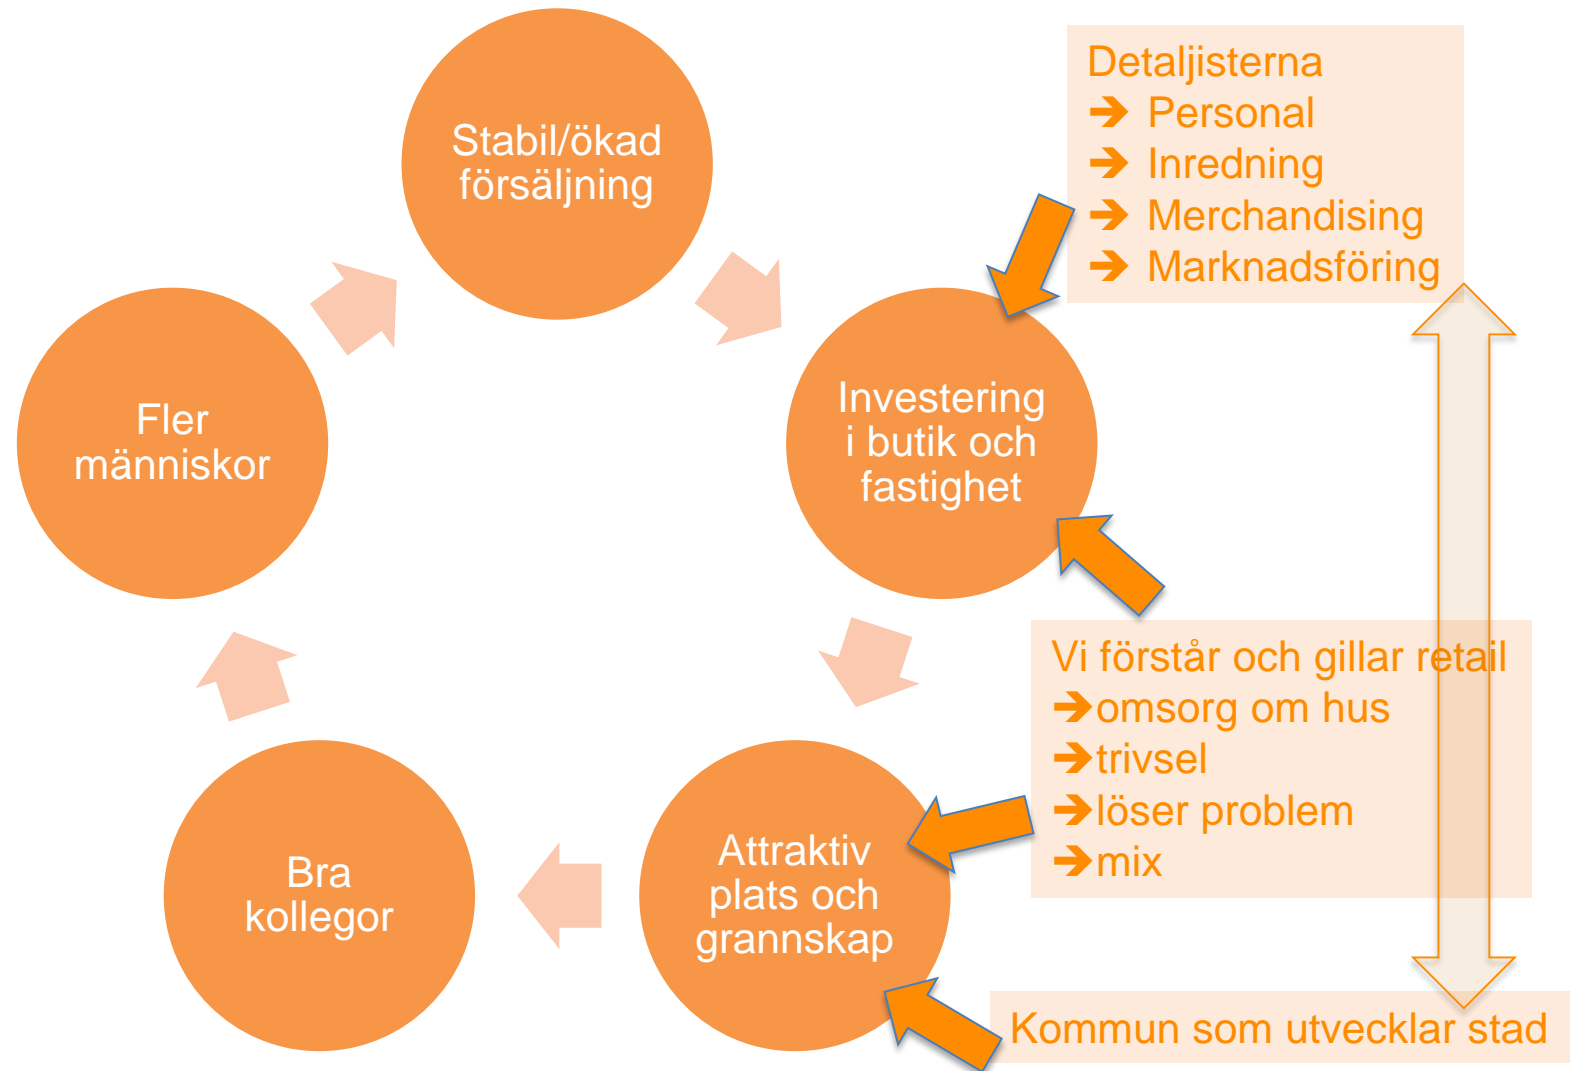 Stabil/ökad
försäljning
Detaljisterna
➔ Personal
➔ Inredning
➔ Merchandising
➔ Marknadsföring
Investering
i butik och
fastighet
Vi förstår och gillar retail
➔omsorg om hus
➔trivsel
➔löser problem
➔mix
Attraktiv
plats och
grannskap
Kommun som utvecklar stad
Bra
kollegor
Fler
människor